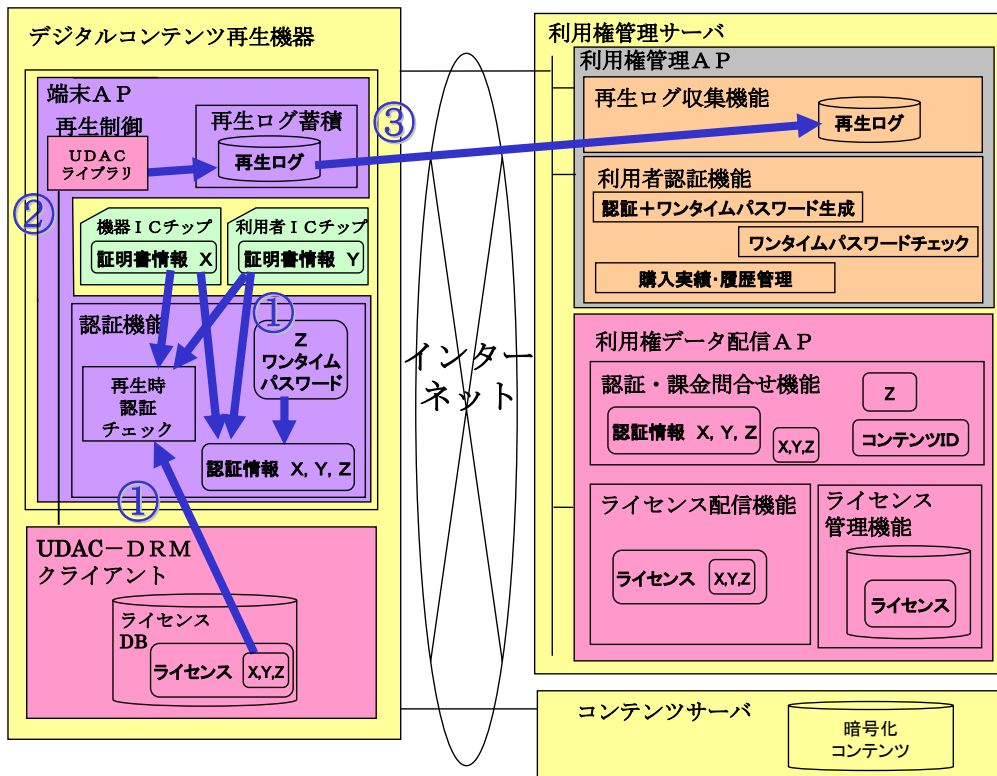 デジタルコンテンツ再生機器
端末ＡＰ
再生制御
ＵＤＡＣ
ライブラリ
再生ログ蓄積
再生ログ
③
②
機器ＩＣチップ
証明書情報 X
利用者ＩＣチップ
証明書情報 Y
①
認証機能
Z
ワンタイム
パスワード
再生時
認証
チェック
認証情報 X, Y, Z
①
UDAC－ＤＲＭ
クライアント
ライセンス
DB
ライセンス
X,Y,Z
インター
ネット
利用権管理サーバ
利用権管理ＡＰ
再生ログ収集機能
再生ログ
利用者認証機能
認証＋ワンタイムパスワード生成
ワンタイムパスワードチェック
購入実績・履歴管理
利用権データ配信ＡＰ
認証・課金問合せ機能
Z
認証情報 X, Y, Z
X,Y,Z
コンテンツID
ライセンス配信機能
ライセンス
X,Y,Z
ライセンス
管理機能
ライセンス
コンテンツサーバ
暗号化
コンテンツ